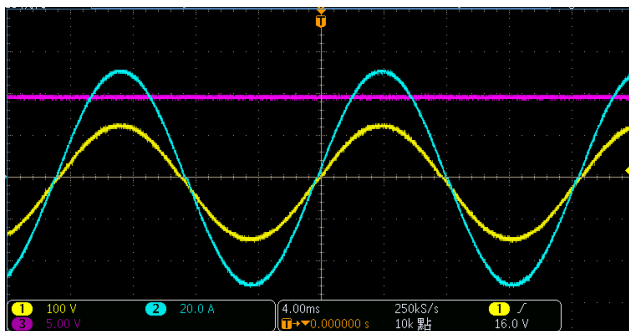 T
1 100 V 2 20.0 A 4.00ms 250kS/s 1
3 5.00 V T→▼0.000000 s 10k 點 16.0 V